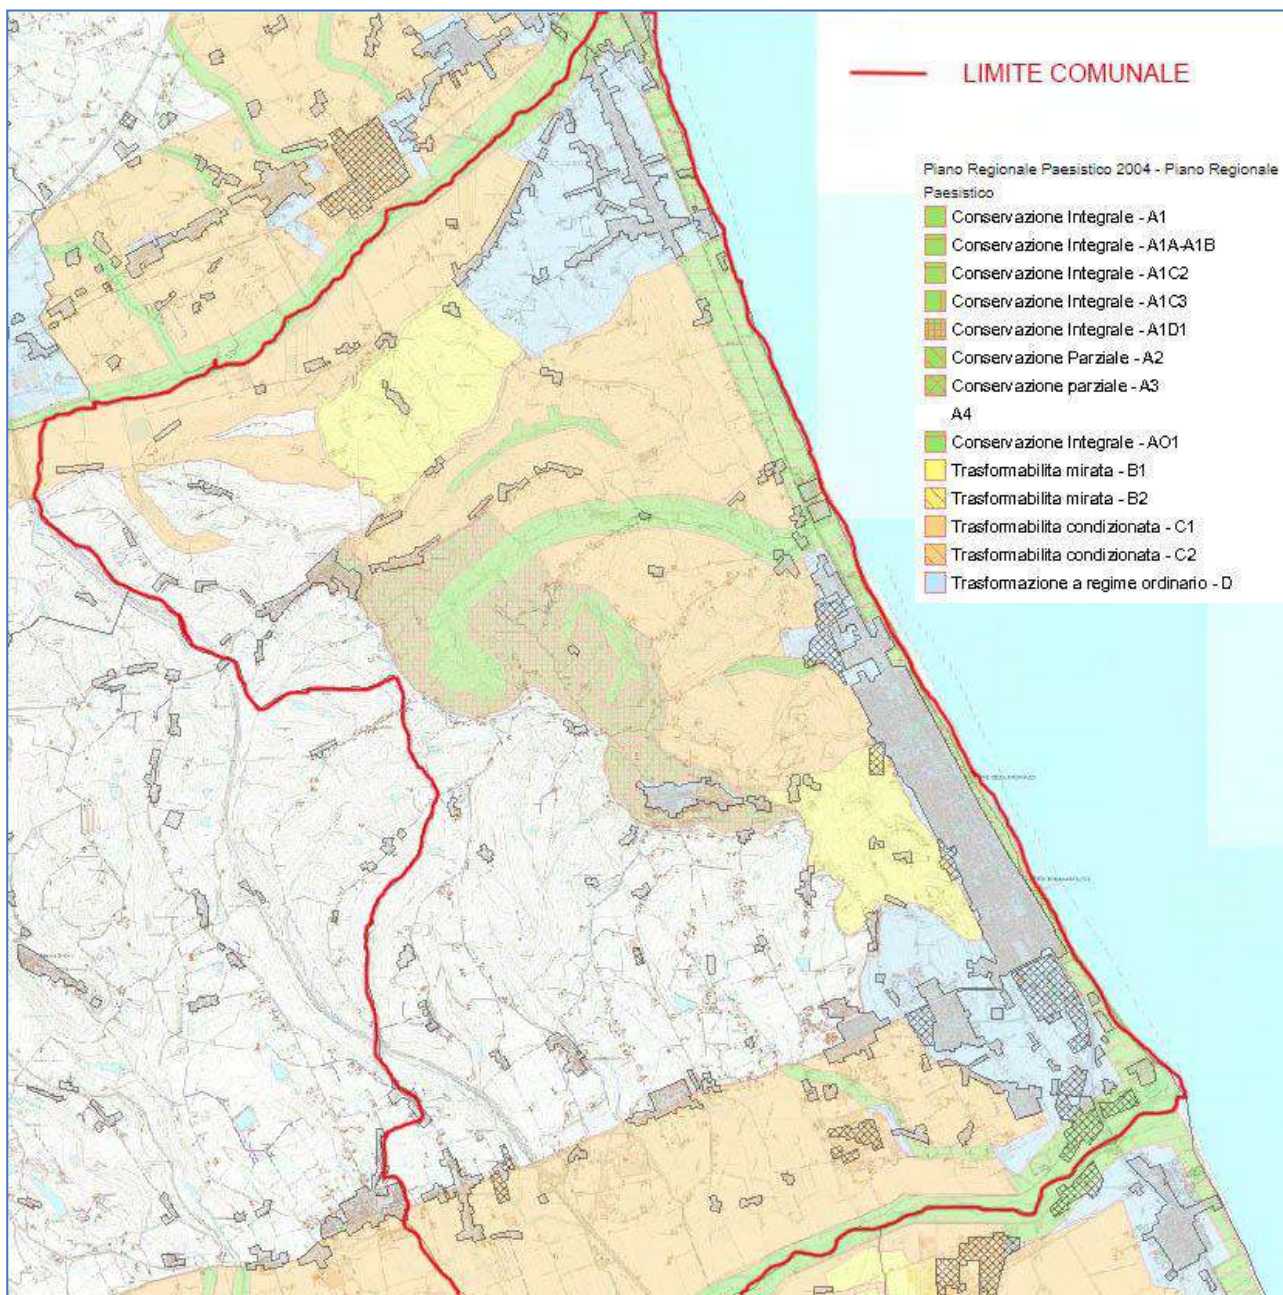 LIMITE COMUNALE
Piano Regionale Paesistico 2004 - Piano Regionale
Paesistico
Conservazione Integrale - A1
Conservazione Integrale - A1A-A1B
Conservazione Integrale - A1C2
Conservazione Integrale - A1C3
Conservazione Integrale - A1D1
Conservazione Parziale - A2
Conservazione parziale - A3
A4
Conservazione Integrale - AO1
Trasformabilita mirata - B1
Trasformabilita mirata - B2
Trasformabilita condizionata - C1
Trasformabilita condizionata - C2
Trasformazione a regime ordinario - D